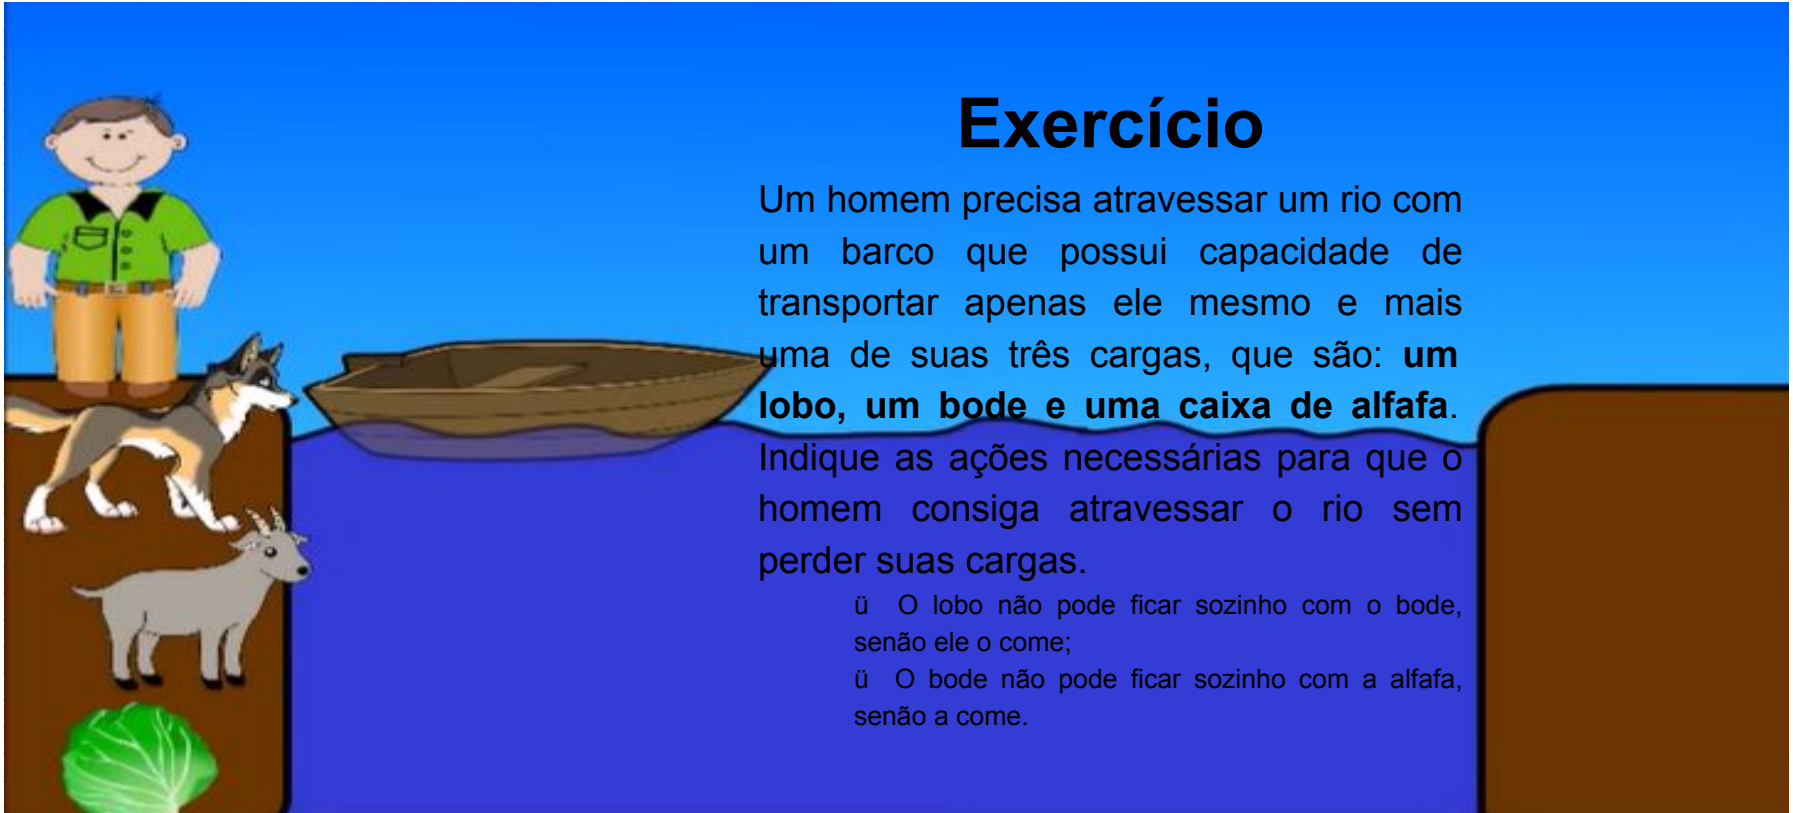 Exercício
Um homem precisa atravessar um rio com
um barco que possui capacidade de
transportar apenas ele mesmo e mais
uma de suas três cargas, que são: um
lobo, um bode e uma caixa de alfafa.
Indique as ações necessárias para que o
homem consiga atravessar o rio sem
perder suas cargas.
ü O lobo não pode ficar sozinho com o bode,
senão ele o come;
ü O bode não pode ficar sozinho com a alfafa,
senão a come.